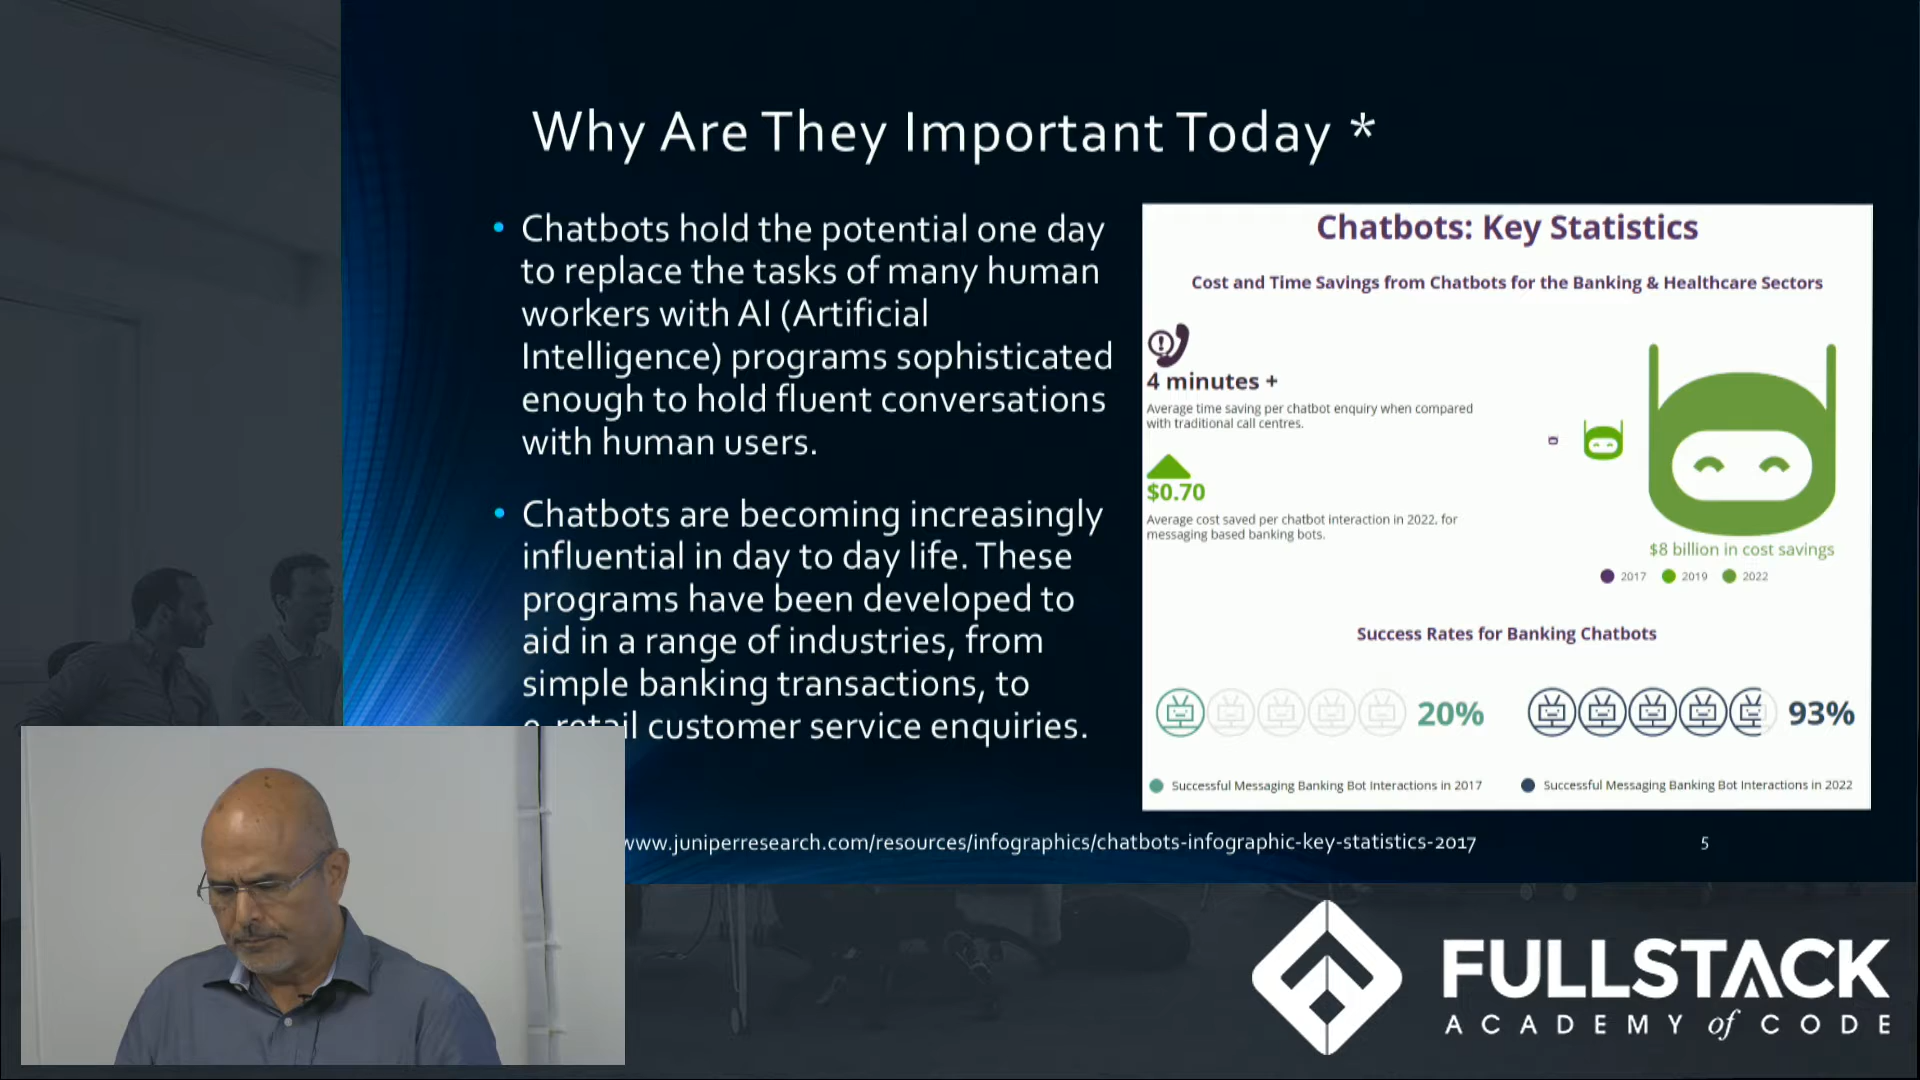 Why Are They Important Today *
• Chatbots hold the potential one day
to replace the tasks of many human
workers with AI (Artificial
Intelligence) programs sophisticated
enough to hold fluent conversations
with human users.
• Chatbots are becoming increasingly
influential in day to day life. These
programs have been developed to
aid in a range of industries, from
simple banking transactions, to
e-retail customer service enquiries.
Chatbots: Key Statistics
Cost and Time Savings from Chatbots for the Banking & Healthcare Sectors
4 minutes +
Average time saving per chatbot enquiry when compared
with traditional call centres.
$0.70
Average cost saved per chatbot interaction in 2022, for
messaging based banking bots.
$8 billion in cost savings
2017 2019 2022
Success Rates for Banking Chatbots
20% 93%
Successful Messaging Banking Bot Interactions in 2017
Successful Messaging Banking Bot Interactions in 2022
www.juniperresearch.com/resources/infographics/chatbots-infographic-key-statistics-2017
5
FULLSTACK
ACADEMY of CODE